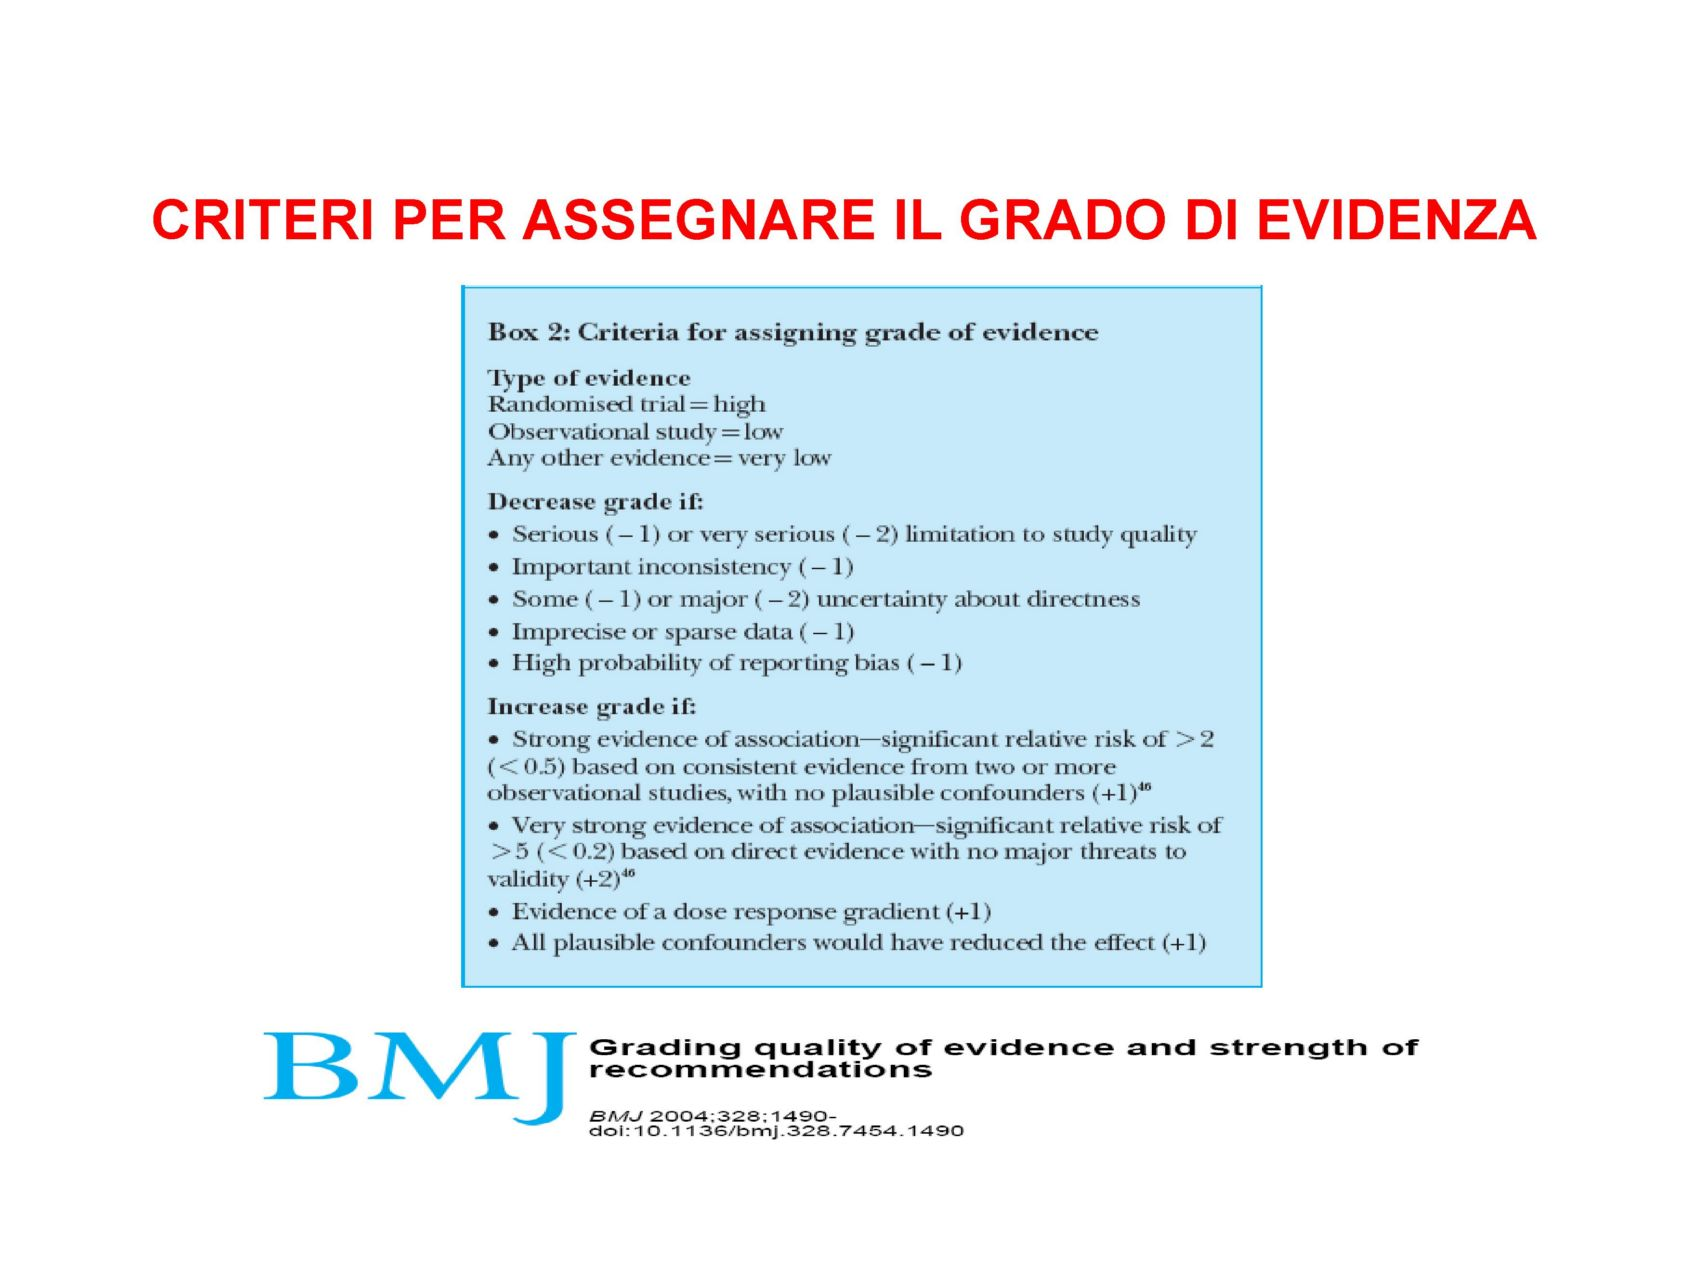 CRITERI PER ASSEGNARE IL GRADO DI EVIDENZA
Box 2: Criteria for assigning grade of evidence
Type of evidence
Randomised trial = high
Observational study = low
Any other evidence = very low
Decrease grade if:
• Serious ( – 1) or very serious ( – 2) limitation to study quality
• Important inconsistency ( – 1)
• Some ( – 1) or major ( – 2) uncertainty about directness
• Imprecise or sparse data ( – 1)
• High probability of reporting bias ( – 1)
Increase grade if:
• Strong evidence of association—significant relative risk of > 2
(< 0.5) based on consistent evidence from two or more
observational studies, with no plausible confounders (+1)46
• Very strong evidence of association—significant relative risk of
> 5 (< 0.2) based on direct evidence with no major threats to
validity (+2)46
• Evidence of a dose response gradient (+1)
• All plausible confounders would have reduced the effect (+1)
BMJ
Grading quality of evidence and strength of
recommendations
BMJ 2004;328;1490-
doi:10.1136/bmj.328.7454.1490